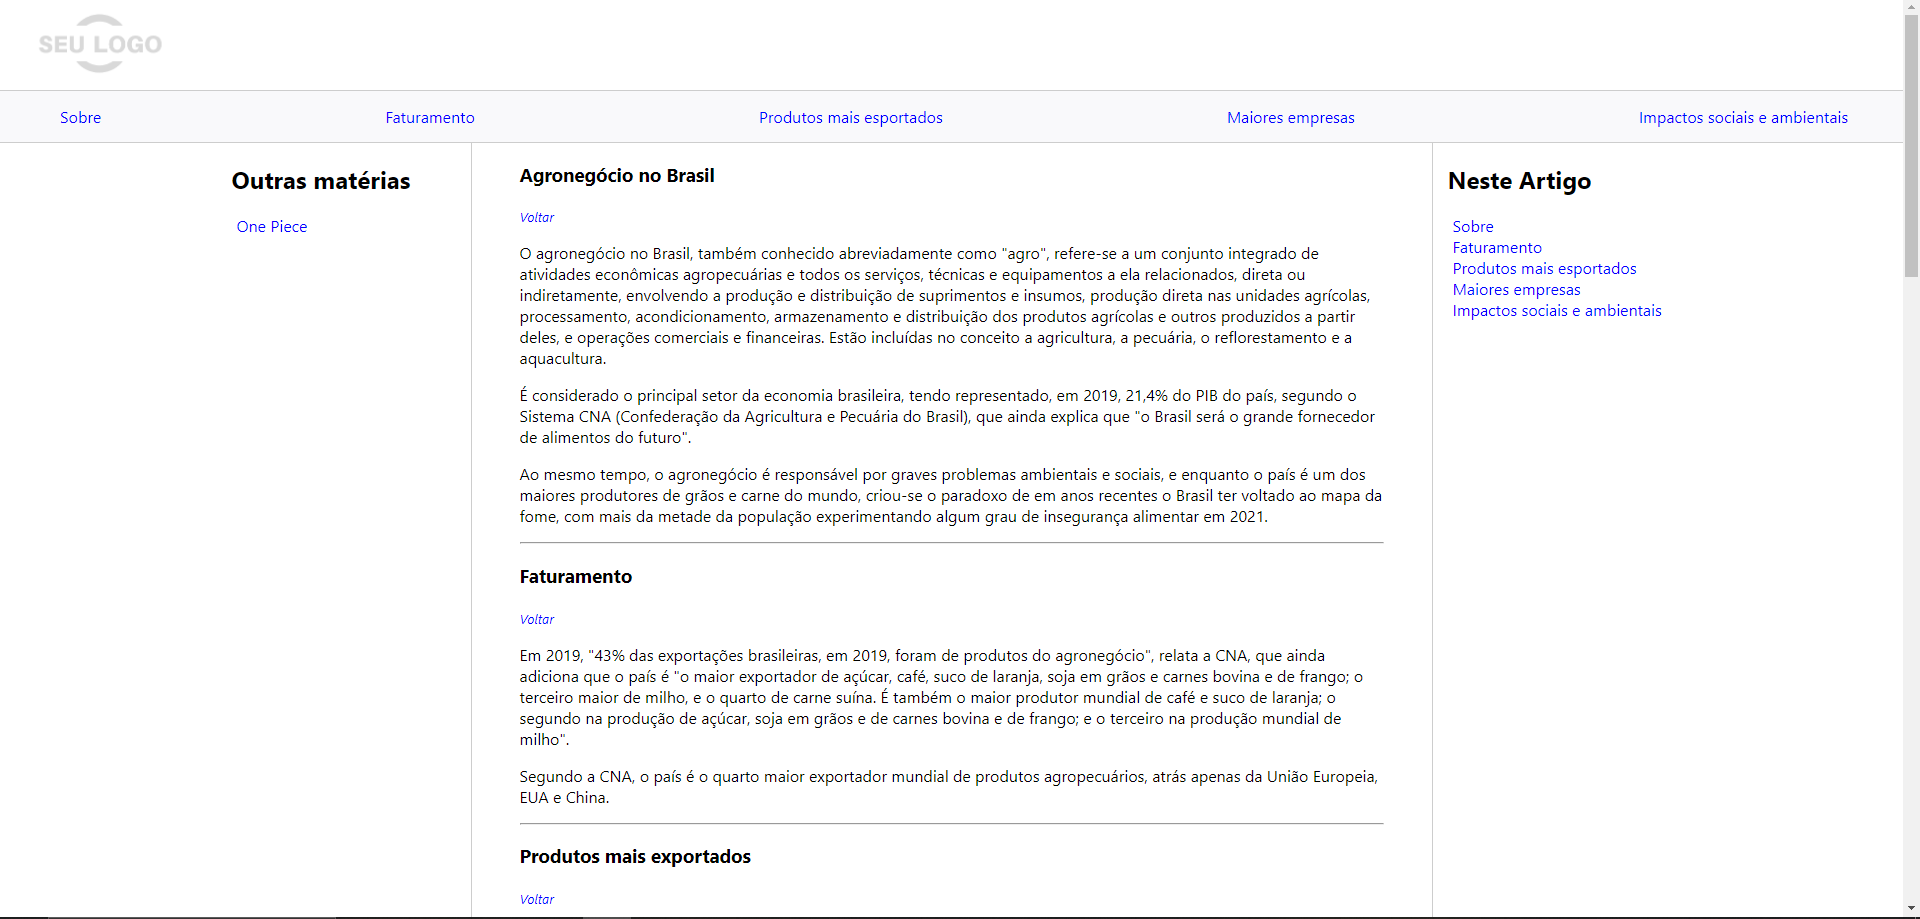 SEU LOGO
Sobre
Faturamento
Produtos mais esportados
Maiores empresas
Impactos sociais e ambientais
Outras matérias
One Piece
Agronegócio no Brasil
Voltar
O agronegócio no Brasil, também conhecido abreviadamente como "agro", refere-se a um conjunto integrado de
atividades econômicas agropecuárias e todos os serviços, técnicas e equipamentos a ela relacionados, direta ou
indiretamente, envolvendo a produção e distribuição de suprimentos e insumos, produção direta nas unidades agrícolas,
processamento, acondicionamento, armazenamento e distribuição dos produtos agrícolas e outros produzidos a partir
deles, e operações comerciais e financeiras. Estão incluídas no conceito a agricultura, a pecuária, o reflorestamento e a
aquacultura.
É considerado o principal setor da economia brasileira, tendo representado, em 2019, 21,4% do PIB do país, segundo o
Sistema CNA (Confederação da Agricultura e Pecuária do Brasil), que ainda explica que "o Brasil será o grande fornecedor
de alimentos do futuro".
Ao mesmo tempo, o agronegócio é responsável por graves problemas ambientais e sociais, e enquanto o país é um dos
maiores produtores de grãos e carne do mundo, criou-se o paradoxo de em anos recentes o Brasil ter voltado ao mapa da
fome, com mais da metade da população experimentando algum grau de insegurança alimentar em 2021.
Faturamento
Voltar
Em 2019, "43% das exportações brasileiras, em 2019, foram de produtos do agronegócio", relata a CNA, que ainda
adiciona que o país é "o maior exportador de açúcar, café, suco de laranja, soja em grãos e carnes bovina e de frango; o
terceiro maior de milho, e o quarto de carne suína. É também o maior produtor mundial de café e suco de laranja; o
segundo na produção de açúcar, soja em grãos e de carnes bovina e de frango; e o terceiro na produção mundial de
milho".
Segundo a CNA, o país é o quarto maior exportador mundial de produtos agropecuários, atrás apenas da União Europeia,
EUA e China.
Produtos mais exportados
Voltar
Neste Artigo
Sobre
Faturamento
Produtos mais esportados
Maiores empresas
Impactos sociais e ambientais